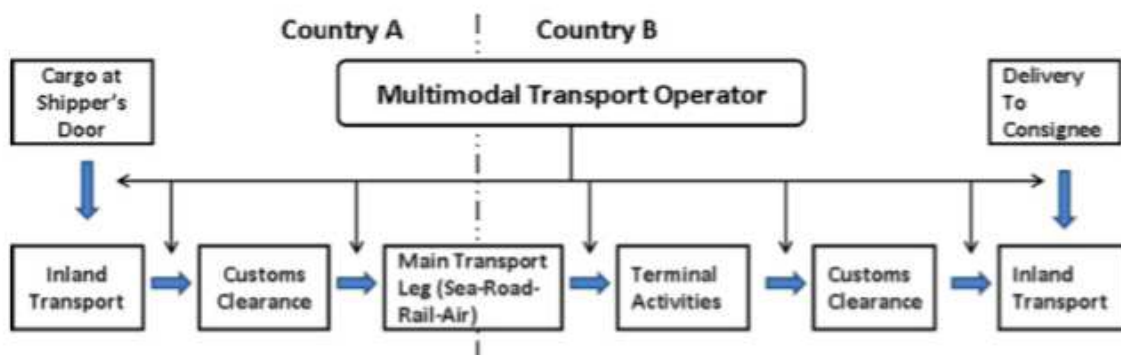 Country A
Country B
Cargo at
Shipper's
Door
Multimodal Transport Operator
Delivery
To
Consignee
Inland
Transport
Customs
Clearance
Main Transport
Leg (Sea-Road-
Rail-Air)
Terminal
Activities
Customs
Clearance
Inland
Transport